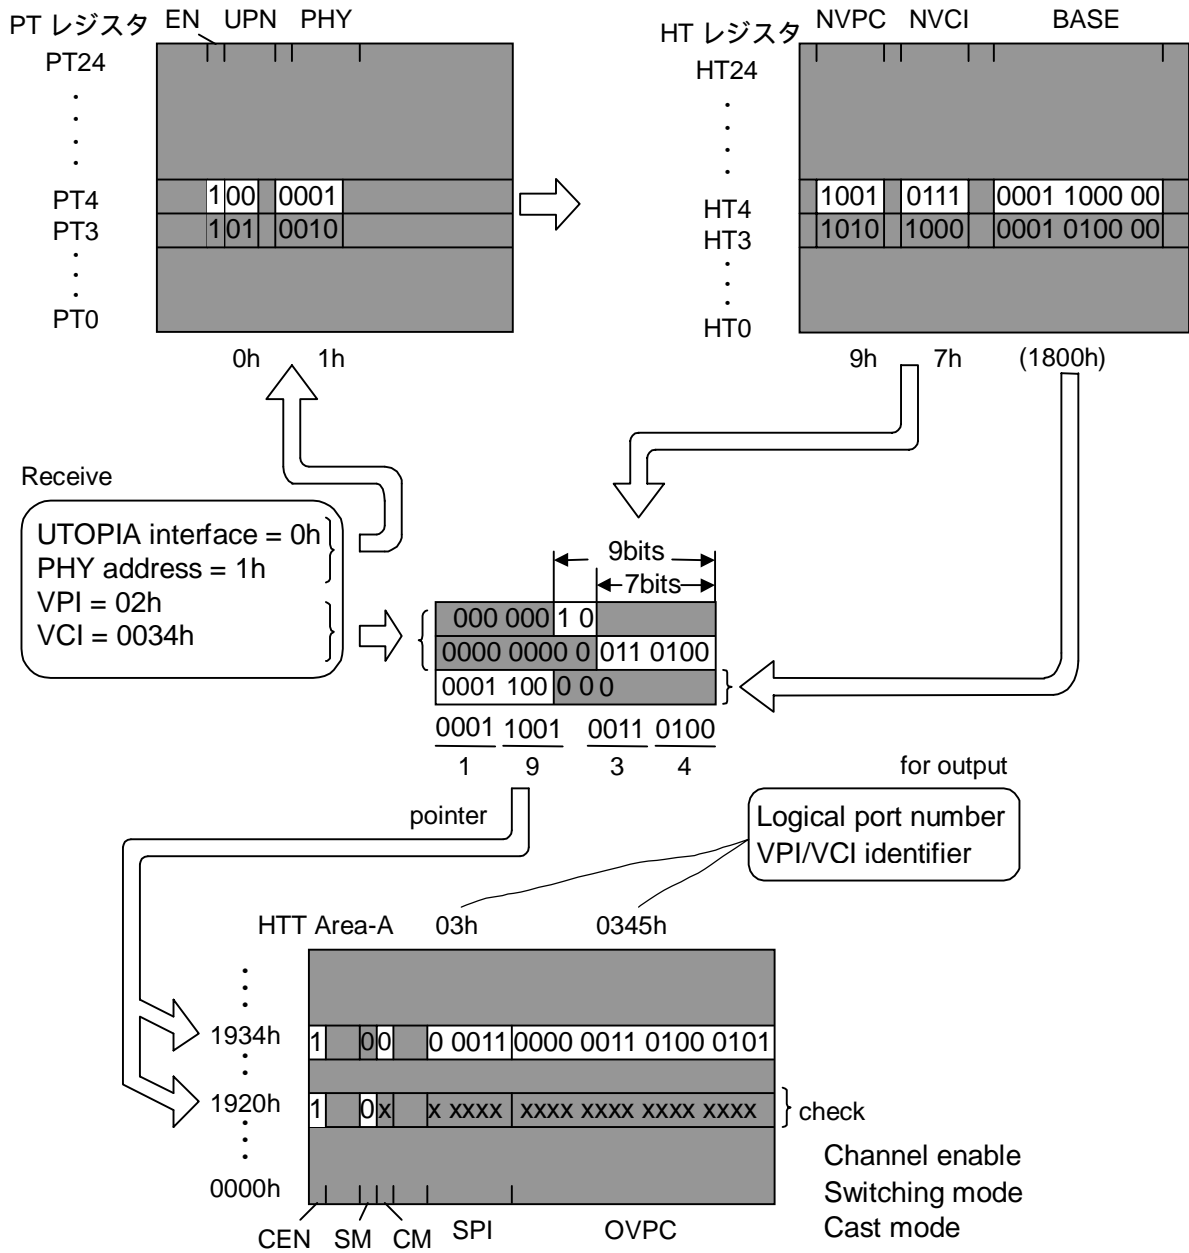 PT レジスタ EN UPN PHY
PT24
PT4 1 00 0001
PT3 1 01 0010
PT0
0h 1h
HT レジスタ NVPC NVCI BASE
HT24
HT4 1001 0111 0001 1000 00
HT3 1010 1000 0001 0100 00
HT0
9h 7h (1800h)
Receive
UTOPIA interface = 0h
PHY address = 1h
VPI = 02h
VCI = 0034h
9bits
7bits
000 000 1 0
0000 0000 0 011 0100
0001 100 0 0 0
0001 1001 0011 0100
1 9 3 4
pointer
for output
Logical port number
VPI/VCI identifier
HTT Area-A 03h 0345h
1934h 1 0 0 0 0011 0000 0011 0100 0101
1920h 1 0 x x xxxx xxxx xxxx xxxx xxxx check
0000h
CEN SM CM SPI OVPC
Channel enable
Switching mode
Cast mode